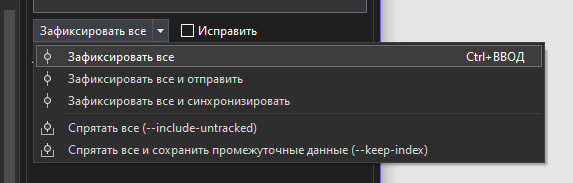 Зафиксировать все
Исправить
Зафиксировать все Ctrl+ВВОД
Зафиксировать все и отправить
Зафиксировать все и синхронизировать
Спрятать все (--include-untracked)
Спрятать все и сохранить промежуточные данные (--keep-index)